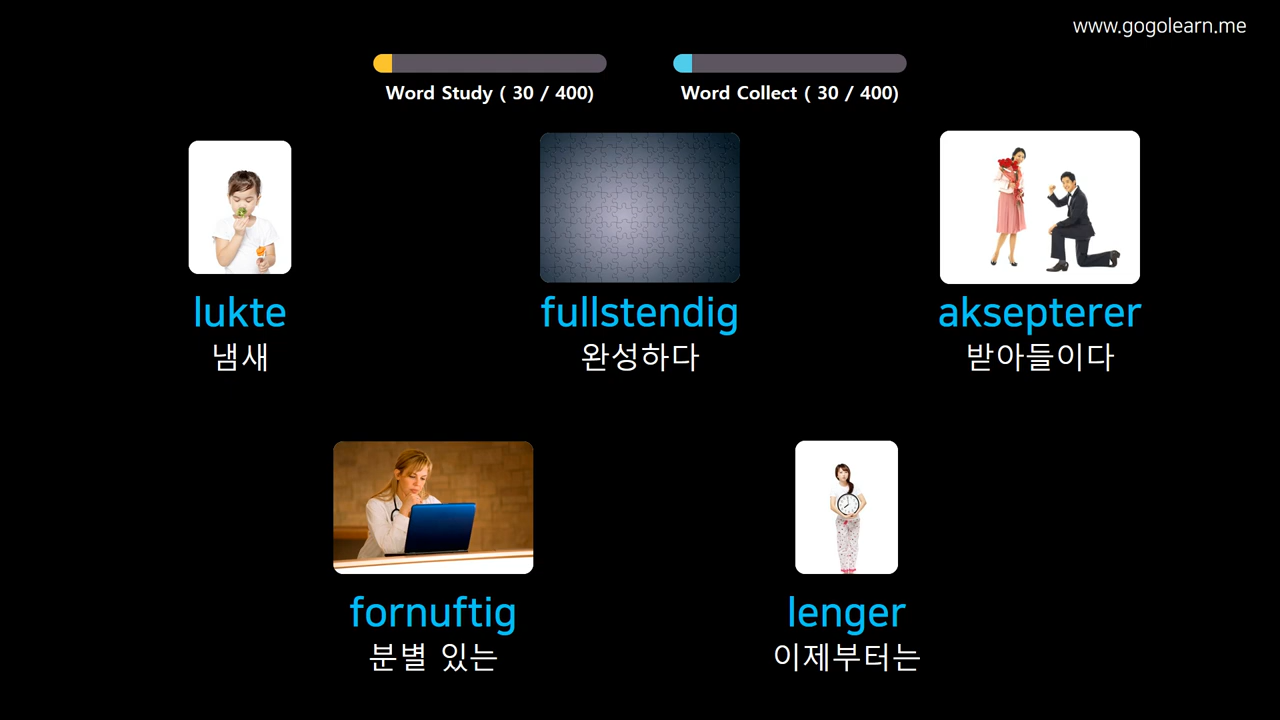 www.gogolearn.me
Word Study ( 30 / 400)
Word Collect ( 30 / 400)
lukte
냄새
fullstendig
완성하다
aksepterer
받아들이다
fornuftig
분별 있는
lenger
이제부터는